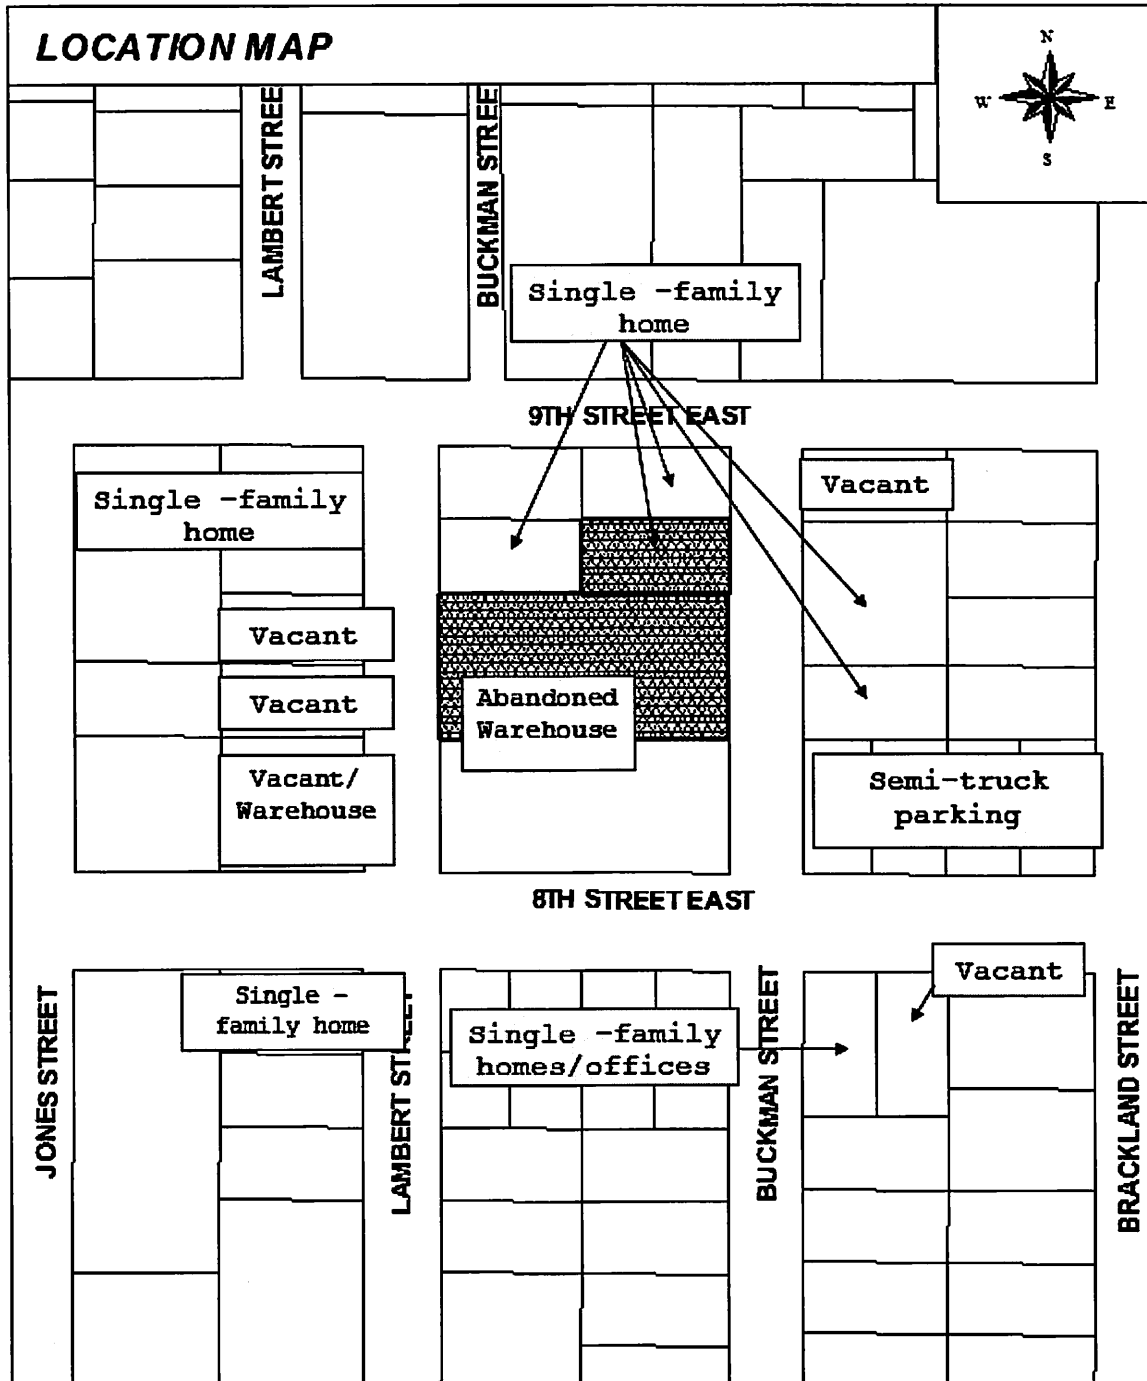 LOCATION MAP
N
W E
S
LAMBERT STREE
BUCKMAN STREE
Single -family
home
9TH STREET EAST
Single -family
home
Vacant
Vacant
Vacant
Abandoned
Warehouse
Vacant/
Warehouse
Semi-truck
parking
8TH STREET EAST
JONES STREET
Single -
family home
LAMBERT STREET
Single -family
homes/offices
BUCKMAN STREET
Vacant
BRACKLAND STREET